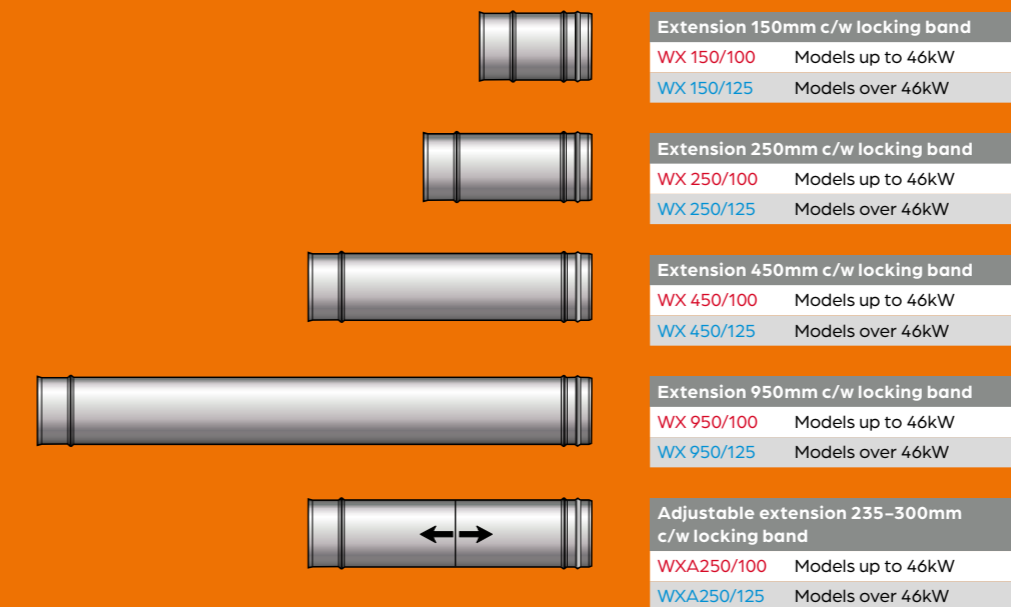 Extension 150mm c/w locking band
WX 150/100 Models up to 46kW
WX 150/125 Models over 46kW
Extension 250mm c/w locking band
WX 250/100 Models up to 46kW
WX 250/125 Models over 46kW
Extension 450mm c/w locking band
WX 450/100 Models up to 46kW
WX 450/125 Models over 46kW
Extension 950mm c/w locking band
WX 950/100 Models up to 46kW
WX 950/125 Models over 46kW
Adjustable extension 235–300mm
c/w locking band
WXA250/100 Models up to 46kW
WXA250/125 Models over 46kW